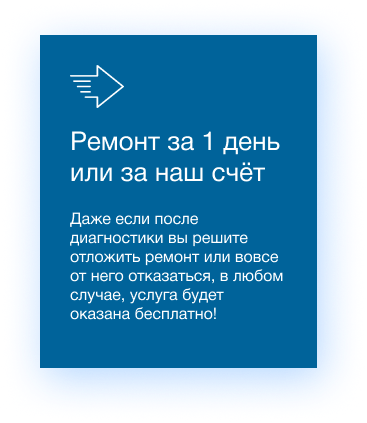 Ремонт за 1 день
или за наш счёт
Даже если после
диагностики вы решите
отложить ремонт или вовсе
от него отказаться, в любом
случае, услуга будет
оказана бесплатно!